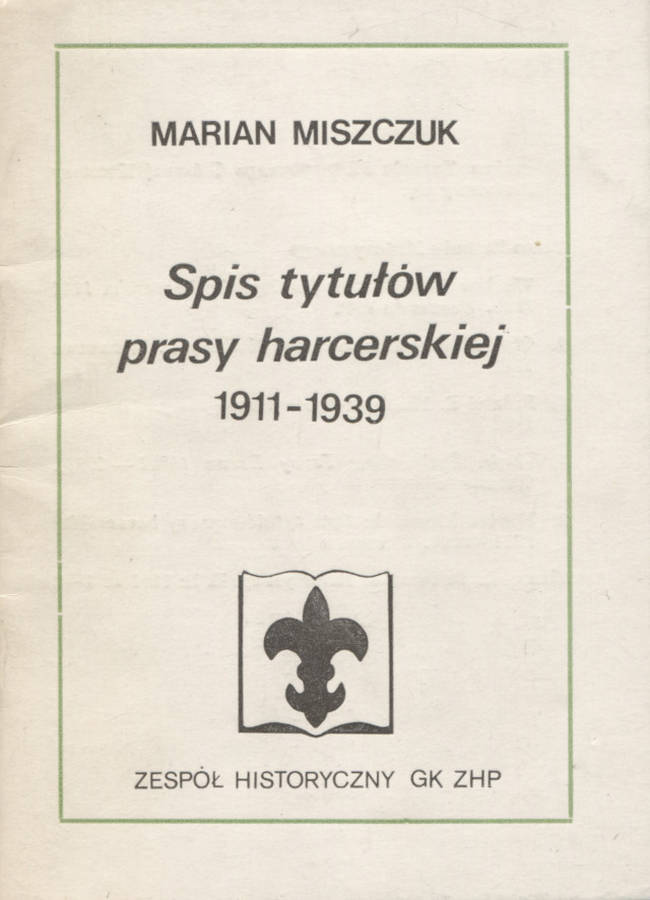 MARIAN MISZCZUK
Spis tytułów
prasy harcerskiej
1911-1939
ZESPÓŁ HISTORYCZNY GK ZHP